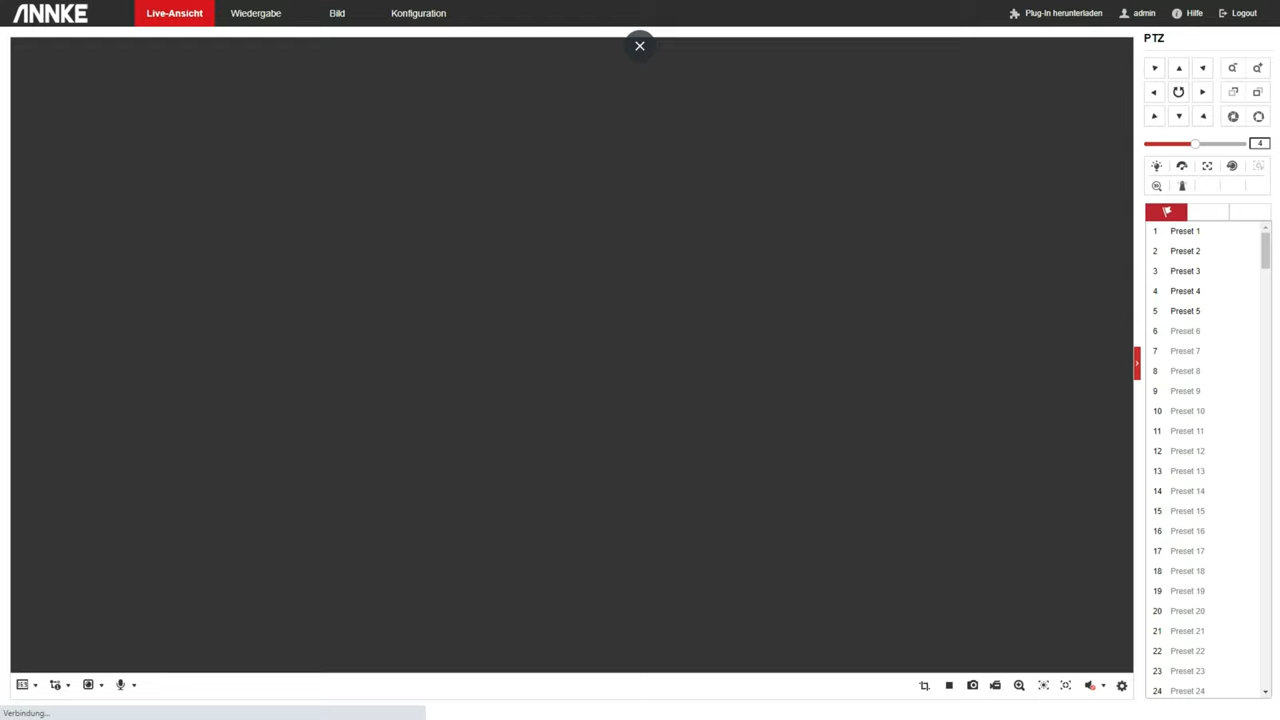 ANNKE Live-Ansicht Wiedergabe Bild Konfiguration Plug-In herunterladen admin Hilfe Logout
PTZ
4
1 Preset 1
2 Preset 2
3 Preset 3
4 Preset 4
5 Preset 5
6 Preset 6
7 Preset 7
8 Preset 8
9 Preset 9
10 Preset 10
11 Preset 11
12 Preset 12
13 Preset 13
14 Preset 14
15 Preset 15
16 Preset 16
17 Preset 17
18 Preset 18
19 Preset 19
20 Preset 20
21 Preset 21
22 Preset 22
23 Preset 23
24 Preset 24
Verbindung...